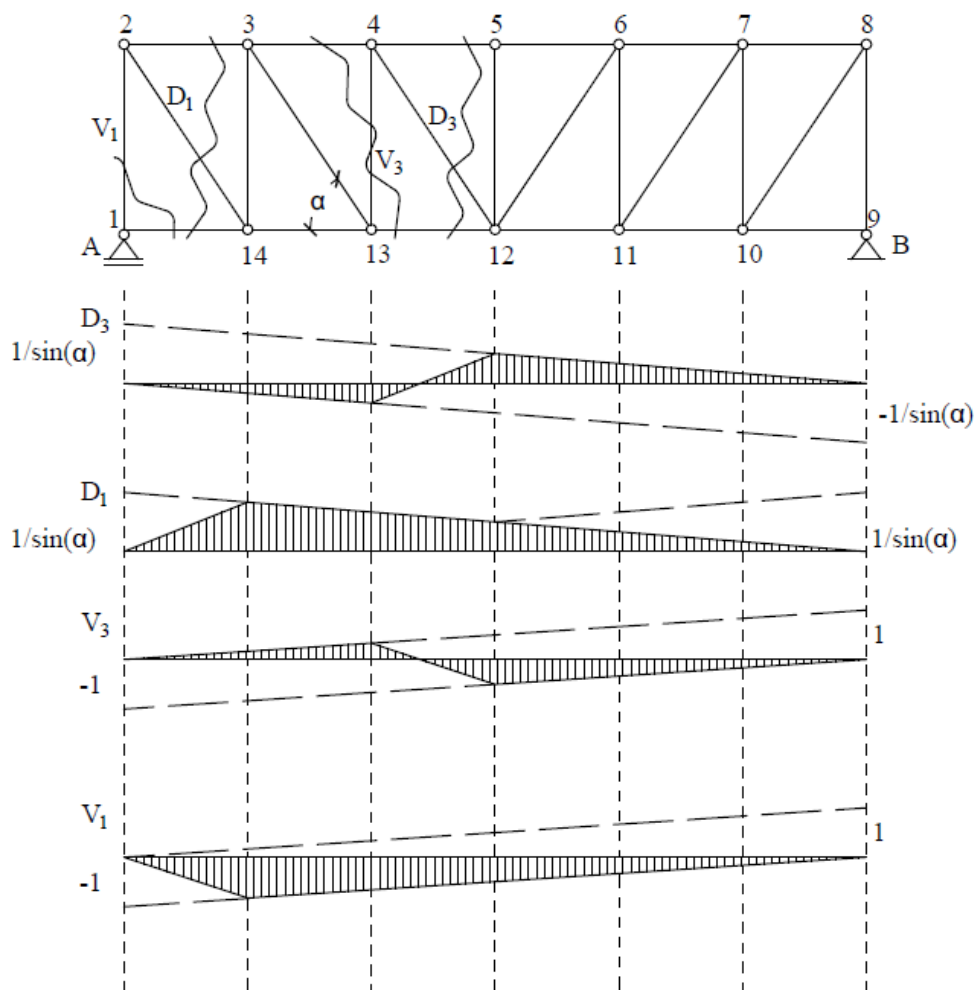 2 3 4 5 6 7 8
D₁
D₃
V₁
V₃
α
1 9
A B
14 13 12 11 10
D₃
1/sin(α)
-1/sin(α)
D₁
1/sin(α) 1/sin(α)
V₃
1
-1
V₁
1
-1